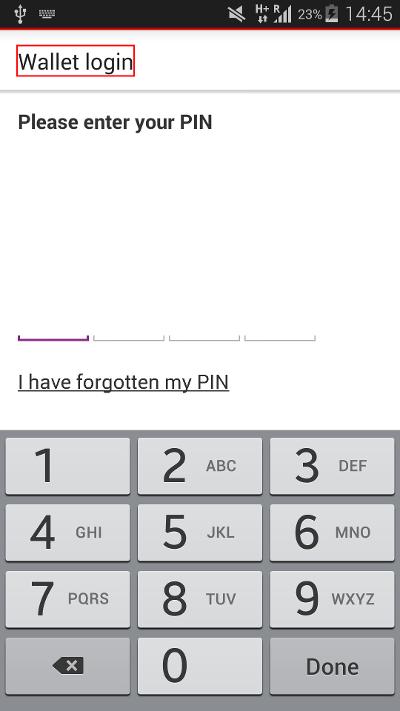 H+ R 23% 14:45
Wallet login
Please enter your PIN
I have forgotten my PIN
1 2 ABC 3 DEF
4 GHI 5 JKL 6 MNO
7 PQRS 8 TUV 9 WXYZ
0 Done